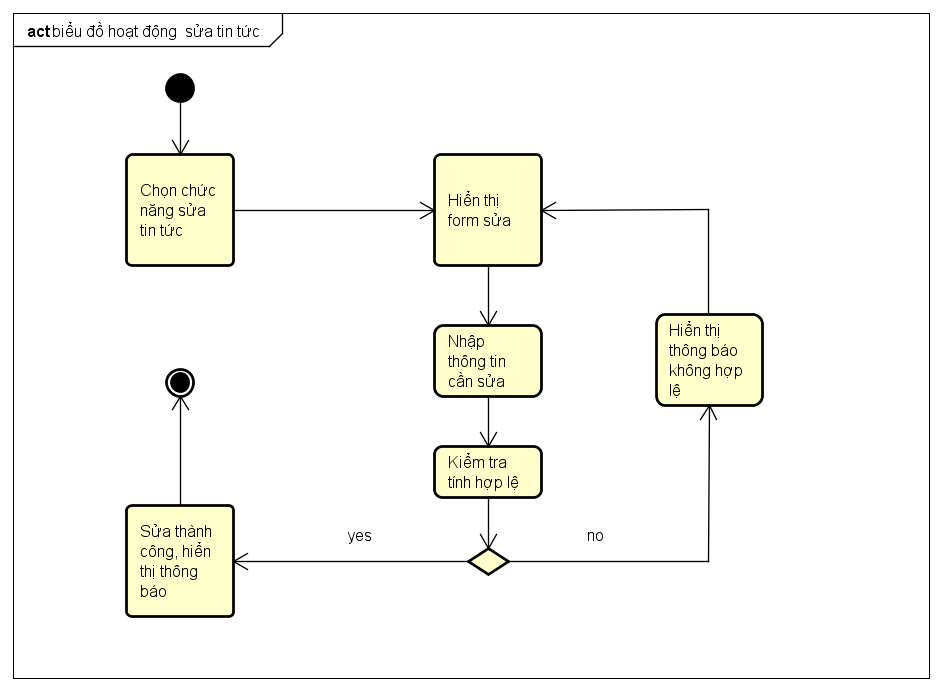 act biểu đồ hoạt động sửa tin tức
Chọn chức
năng sửa
tin tức
Hiển thị
form sửa
Nhập
thông tin
cần sửa
Hiển thị
thông báo
không hợp
lệ
Kiểm tra
tính hợp lệ
yes
no
Sửa thành
công, hiển
thị thông
báo